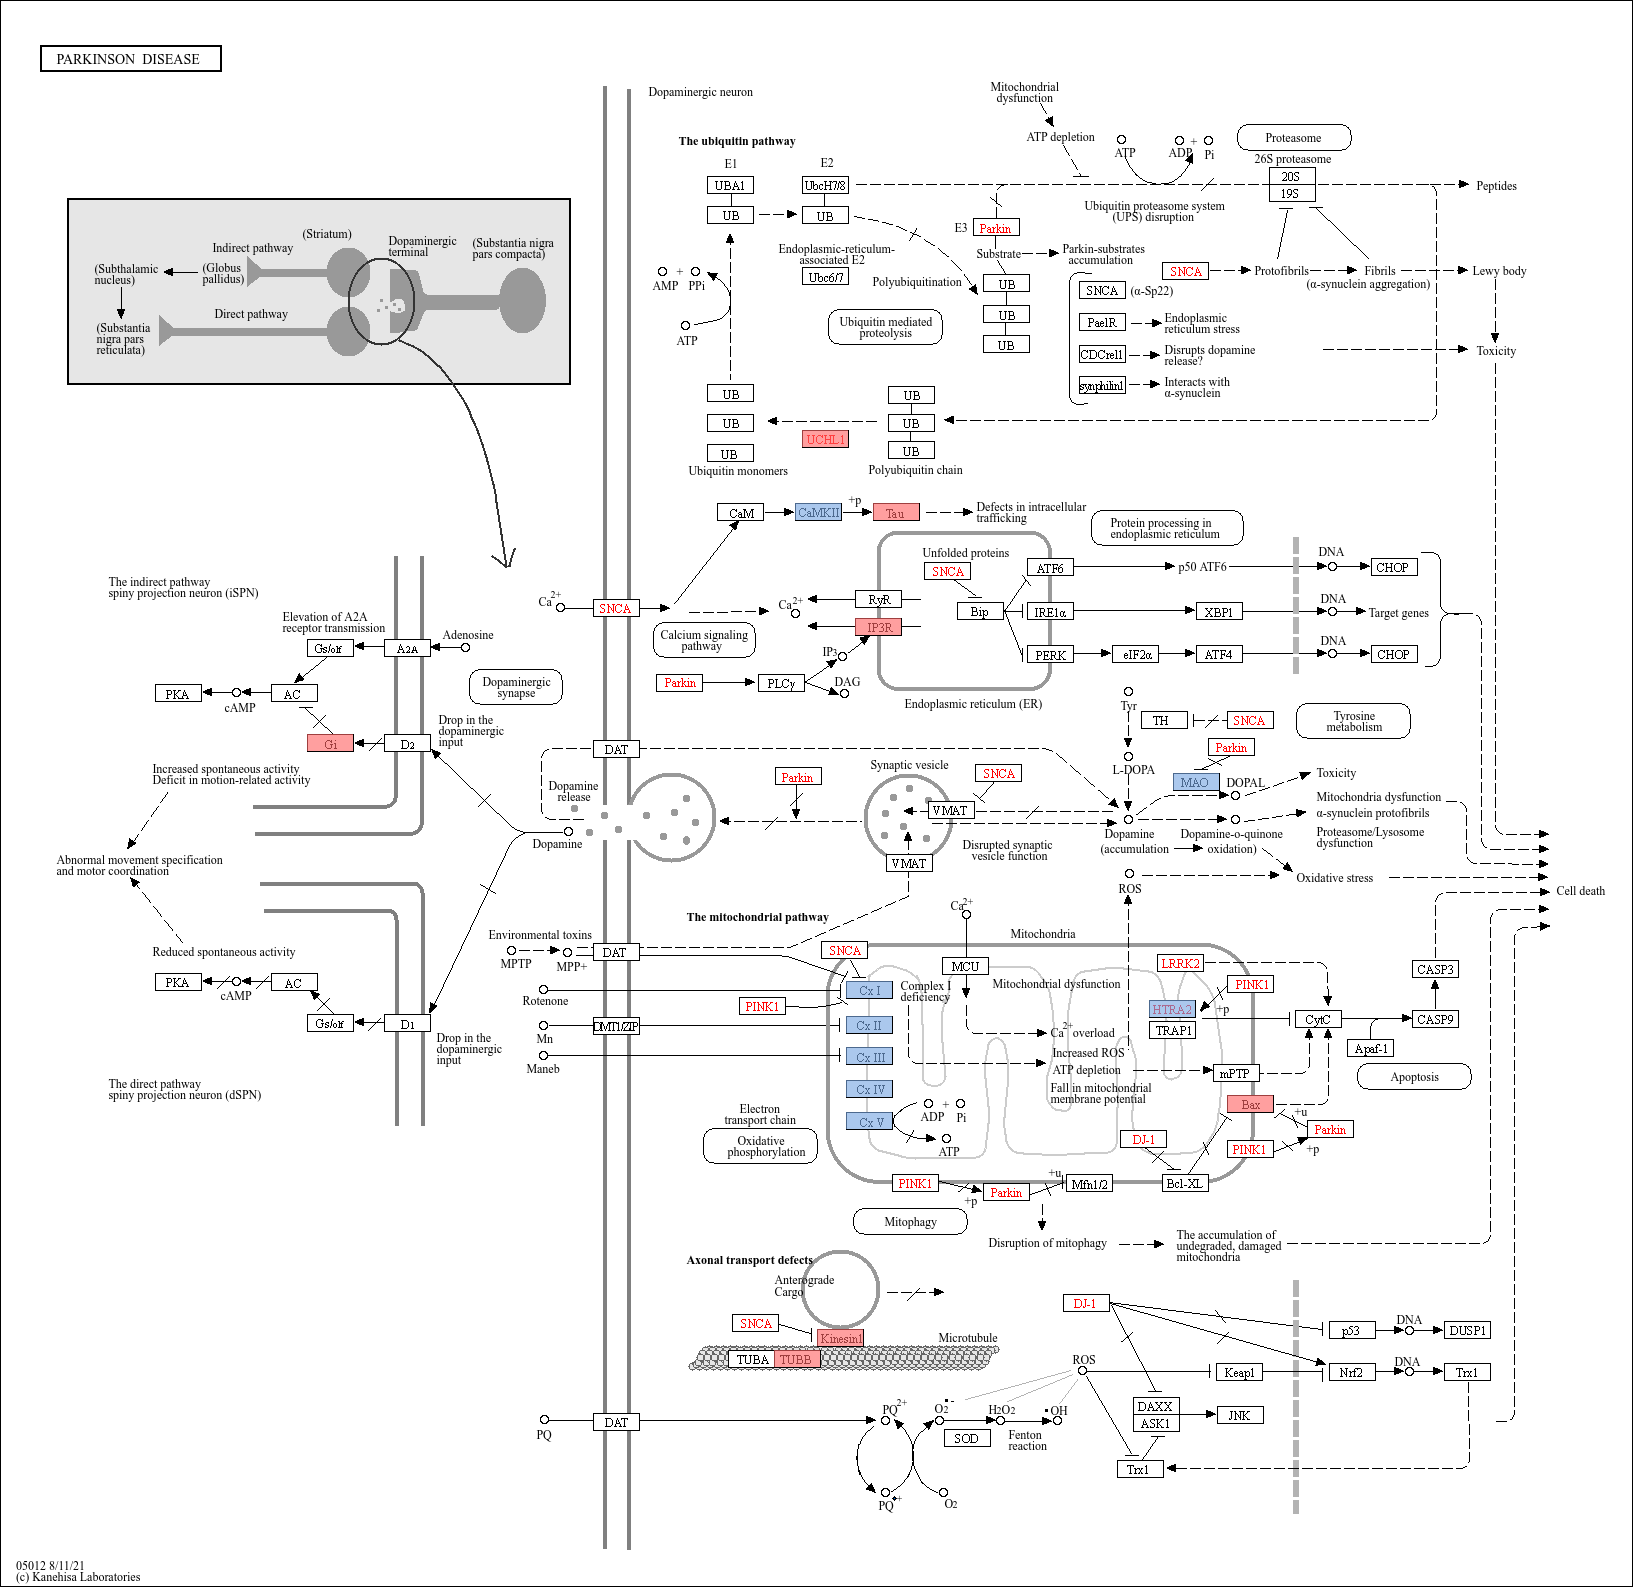 PARKINSON DISEASE
Dopaminergic neuron
Mitochondrial
dysfunction
ATP depletion
ATP
ADP
+
Pi
Proteasome
26S proteasome
20S
19S
Peptides
The ubiquitin pathway
E1
E2
UBA1
UbcH7/8
UB
UB
Ubiquitin proteasome system
(UPS) disruption
E3
Parkin
Substrate
Parkin-substrates
accumulation
Endoplasmic-reticulum-
associated E2
Ubc6/7
Polyubiquitination
UB
UB
UB
SNCA
Protofibrils
Fibrils
(α-synuclein aggregation)
Lewy body
SNCA
(α-Sp22)
PaelR
Endoplasmic
reticulum stress
CDCrel1
Disrupts dopamine
release?
synphilin1
Interacts with
α-synuclein
Toxicity
AMP
+
PPi
ATP
Ubiquitin mediated
proteolysis
UB
UB
UB
Ubiquitin monomers
UCHL1
UB
UB
UB
Polyubiquitin chain
(Striatum)
Indirect pathway
Dopaminergic
terminal
(Substantia nigra
pars compacta)
(Subthalamic
nucleus)
(Globus
pallidus)
Direct pathway
(Substantia
nigra pars
reticulata)
CaM
CaMKII
+p
Tau
Defects in intracellular
trafficking
Protein processing in
endoplasmic reticulum
Unfolded proteins
SNCA
Bip
ATF6
p50 ATF6
DNA
CHOP
IRE1α
XBP1
DNA
Target genes
PERK
eIF2α
ATF4
DNA
CHOP
Ca2+
SNCA
Ca2+
RyR
IP3R
Calcium signaling
pathway
IP3
Parkin
PLCγ
DAG
Endoplasmic reticulum (ER)
The indirect pathway
spiny projection neuron (iSPN)
Elevation of A2A
receptor transmission
Gs/olf
A2A
Adenosine
PKA
cAMP
AC
Gi
D2
Drop in the
dopaminergic
input
Dopaminergic
synapse
Increased spontaneous activity
Deficit in motion-related activity
Abnormal movement specification
and motor coordination
Dopamine
DAT
Dopamine
release
Parkin
Synaptic vesicle
SNCA
VMAT
VMAT
Disrupted synaptic
vesicle function
Tyr
TH
SNCA
Tyrosine
metabolism
L-DOPA
Parkin
MAO
DOPAL
Toxicity
Dopamine
(accumulation
Dopamine-o-quinone
oxidation)
Mitochondria dysfunction
α-synuclein protofibrils
Proteasome/Lysosome
dysfunction
ROS
Oxidative stress
Cell death
Reduced spontaneous activity
PKA
cAMP
AC
Gs/olf
D1
Drop in the
dopaminergic
input
The direct pathway
spiny projection neuron (dSPN)
The mitochondrial pathway
Environmental toxins
MPTP
MPP+
DAT
Rotenone
Mn
DMT1/ZIP
Maneb
SNCA
PINK1
Cx I
Cx II
Cx III
Cx IV
Cx V
Complex I
deficiency
Ca2+
MCU
Mitochondria
Mitochondrial dysfunction
Ca2+ overload
Increased ROS
ATP depletion
Fall in mitochondrial
membrane potential
ADP
+
Pi
ATP
Electron
transport chain
Oxidative
phosphorylation
LRRK2
PINK1
+p
HTRA2
TRAP1
CytC
CASP3
CASP9
Apaf-1
Apoptosis
mPTP
Bax
+u
Parkin
PINK1
+p
DJ-1
Bcl-XL
PINK1
+p
Parkin
+u
Mfn1/2
Mitophagy
Disruption of mitophagy
The accumulation of
undegraded, damaged
mitochondria
Axonal transport defects
Anterograde
Cargo
SNCA
Kinesin1
TUBA
TUBB
Microtubule
DJ-1
p53
DNA
DUSP1
ROS
Keap1
Nrf2
DNA
Trx1
DAXX
ASK1
JNK
Trx1
PQ
DAT
PQ2+
PQ•+
O2•-
O2
SOD
H2O2
Fenton
reaction
•OH
05012 8/11/21
(c) Kanehisa Laboratories